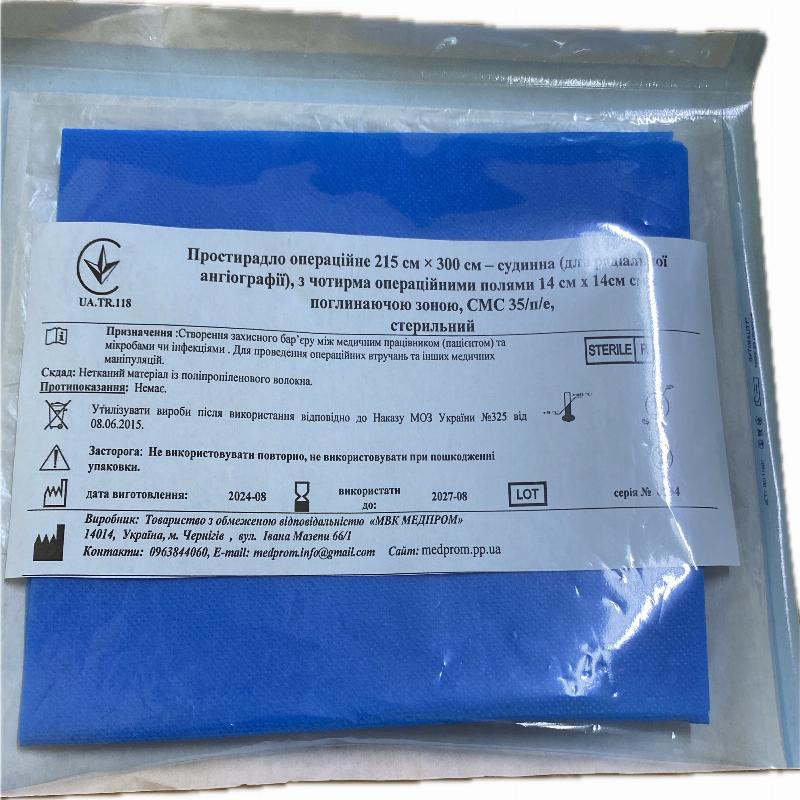 Простирадло операційне 215 см × 300 см – судинна (для радіальної
ангіографії), з чотирма операційними полями 14 см х 14см
поглинаючою зоною, СМС 35/п/е,
стерильний
UA.TR.118
Призначення :Створення захисного бар’єру між медичним працівником (пацієнтом) та
мікробами чи інфекціями . Для проведення операційних втручань та інших медичних
маніпуляцій.
STERILE
Склад: Нетканий матеріал із поліпропіленового волокна.
Протипоказання: Немає.
Утилізувати вироби після використання відповідно до Наказу МОЗ України №325 від
08.06.2015.
Засторога: Не використовувати повторно, не використовувати при пошкодженні
упаковки.
дата виготовлення: 2024-08 використати до: 2027-08 LOT серія №
Виробник: Товариство з обмеженою відповідальністю «МВК МЕДПРОМ»
14014, Україна, м. Чернігів , вул. Івана Мазепи 66/1
Контакти: 0963844060, E-mail: medprom.info@gmail.com Сайт: medprom.pp.ua